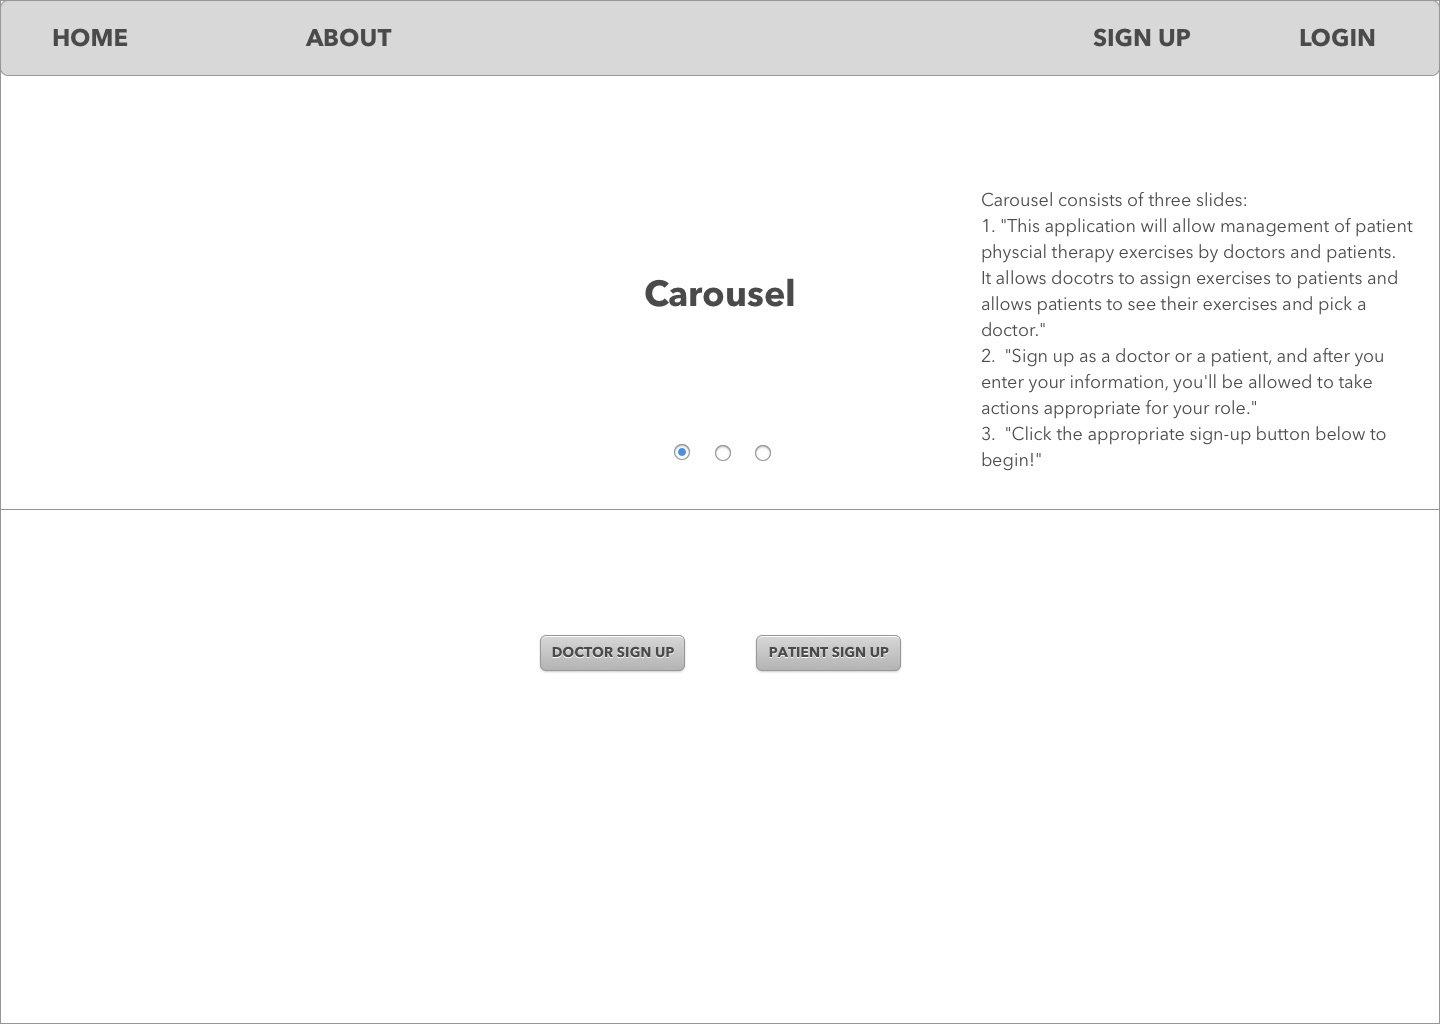 HOME ABOUT SIGN UP LOGIN
Carousel
Carousel consists of three slides:
1. "This application will allow management of patient
physcial therapy exercises by doctors and patients.
It allows docotrs to assign exercises to patients and
allows patients to see their exercises and pick a
doctor."
2.  "Sign up as a doctor or a patient, and after you
enter your information, you'll be allowed to take
actions appropriate for your role."
3.  "Click the appropriate sign-up button below to
begin!"
DOCTOR SIGN UP PATIENT SIGN UP